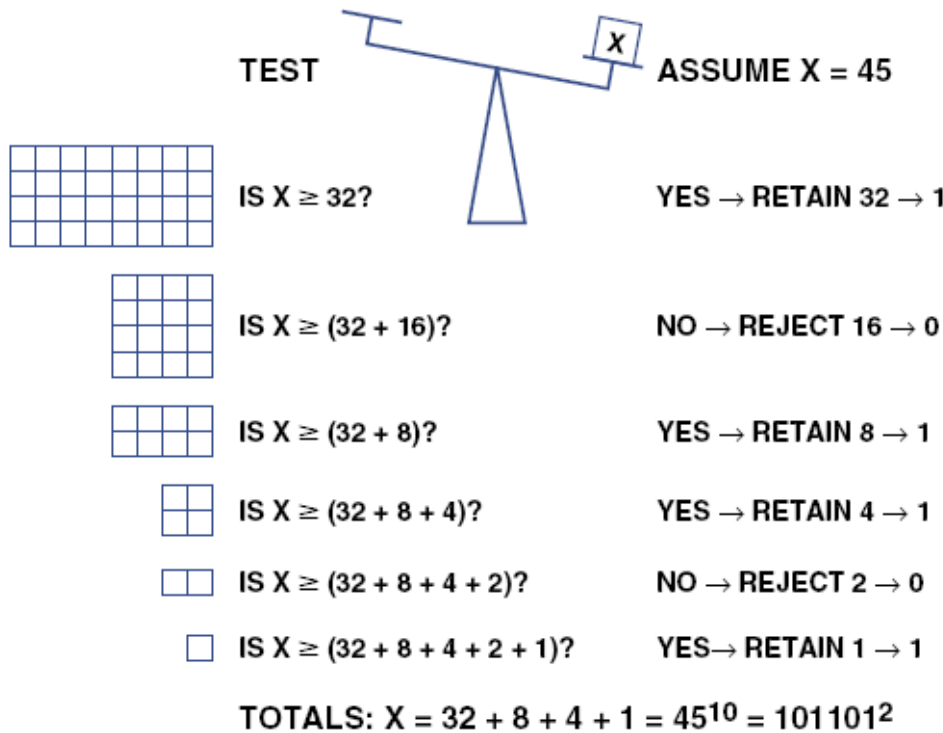 X
TEST ASSUME X = 45
IS X ≥ 32? YES → RETAIN 32 → 1
IS X ≥ (32 + 16)? NO → REJECT 16 → 0
IS X ≥ (32 + 8)? YES → RETAIN 8 → 1
IS X ≥ (32 + 8 + 4)? YES → RETAIN 4 → 1
IS X ≥ (32 + 8 + 4 + 2)? NO → REJECT 2 → 0
IS X ≥ (32 + 8 + 4 + 2 + 1)? YES→ RETAIN 1 → 1
TOTALS: X = 32 + 8 + 4 + 1 = 45¹⁰ = 101101²